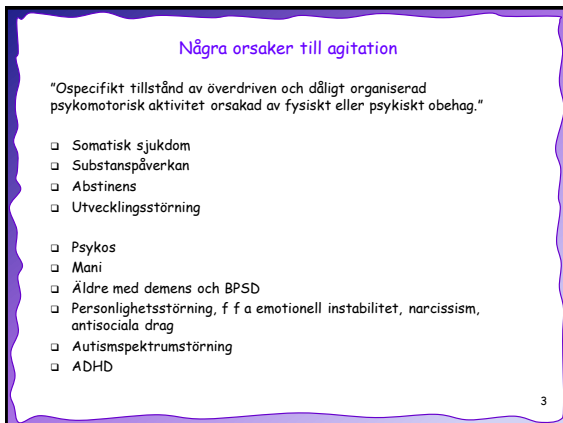 Några orsaker till agitation
”Ospecifikt tillstånd av överdriven och dåligt organiserad
psykomotorisk aktivitet orsakad av fysiskt eller psykiskt obehag.”
Somatisk sjukdom
Substanspåverkan
Abstinens
Utvecklingsstörning
Psykos
Mani
Äldre med demens och BPSD
Personlighetsstörning, f f a emotionell instabilitet, narcissism,
antisociala drag
Autismspektrumstörning
ADHD
3